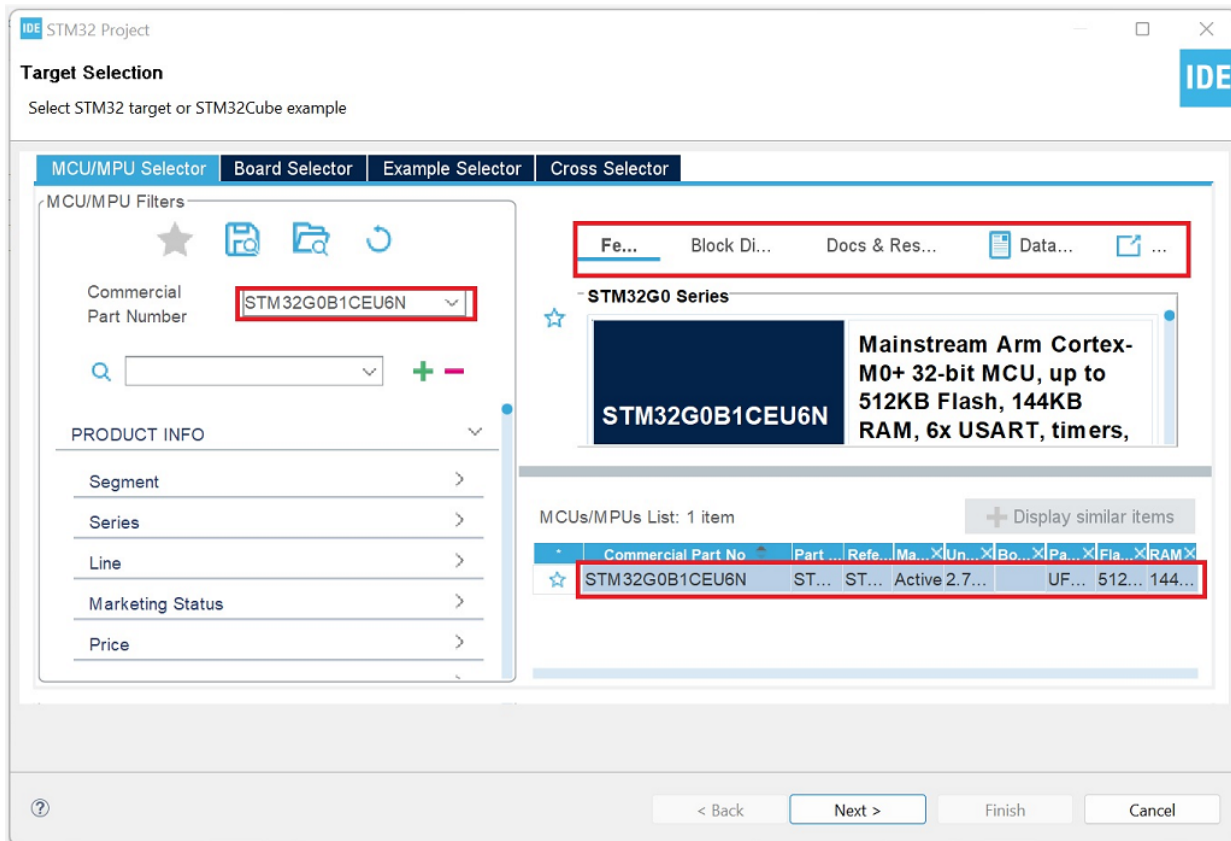 IDE STM32 Project
Target Selection
IDE
Select STM32 target or STM32Cube example
MCU/MPU Selector
Board Selector
Example Selector
Cross Selector
MCU/MPU Filters
Commercial
Part Number
STM32G0B1CEU6N
PRODUCT INFO
Segment
Series
Line
Marketing Status
Price
Fe...
Block Di...
Docs & Res...
Data...
...
STM32G0 Series
STM32G0B1CEU6N
Mainstream Arm Cortex-
M0+ 32-bit MCU, up to
512KB Flash, 144KB
RAM, 6x USART, timers,
MCUs/MPUs List: 1 item
Display similar items
* Commercial Part No Part ... Refe... Ma... Un... Bo... Pa... Fla... RAM
STM32G0B1CEU6N ST... ST... Active 2.7... UF... 512... 144...
< Back
Next >
Finish
Cancel